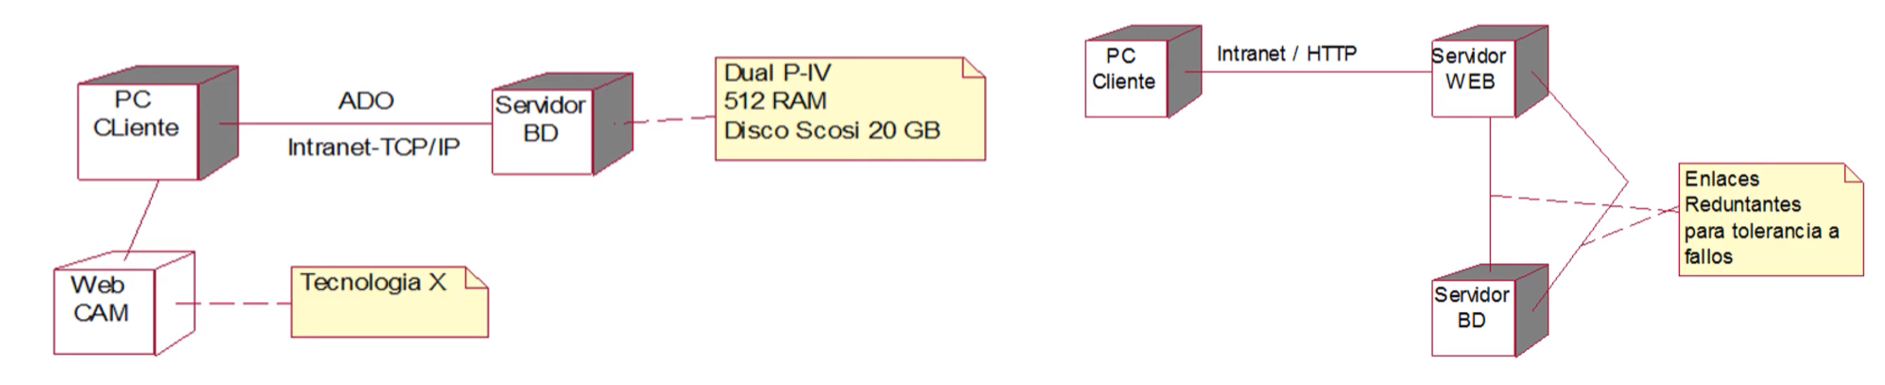 PC
CLiente
ADO
Intranet-TCP/IP
Servidor
BD
Dual P-IV
512 RAM
Disco Scosi 20 GB
Web
CAM
Tecnologia X
PC
Cliente
Intranet / HTTP
Servidor
WEB
Enlaces
Reduntantes
para tolerancia a
fallos
Servidor
BD